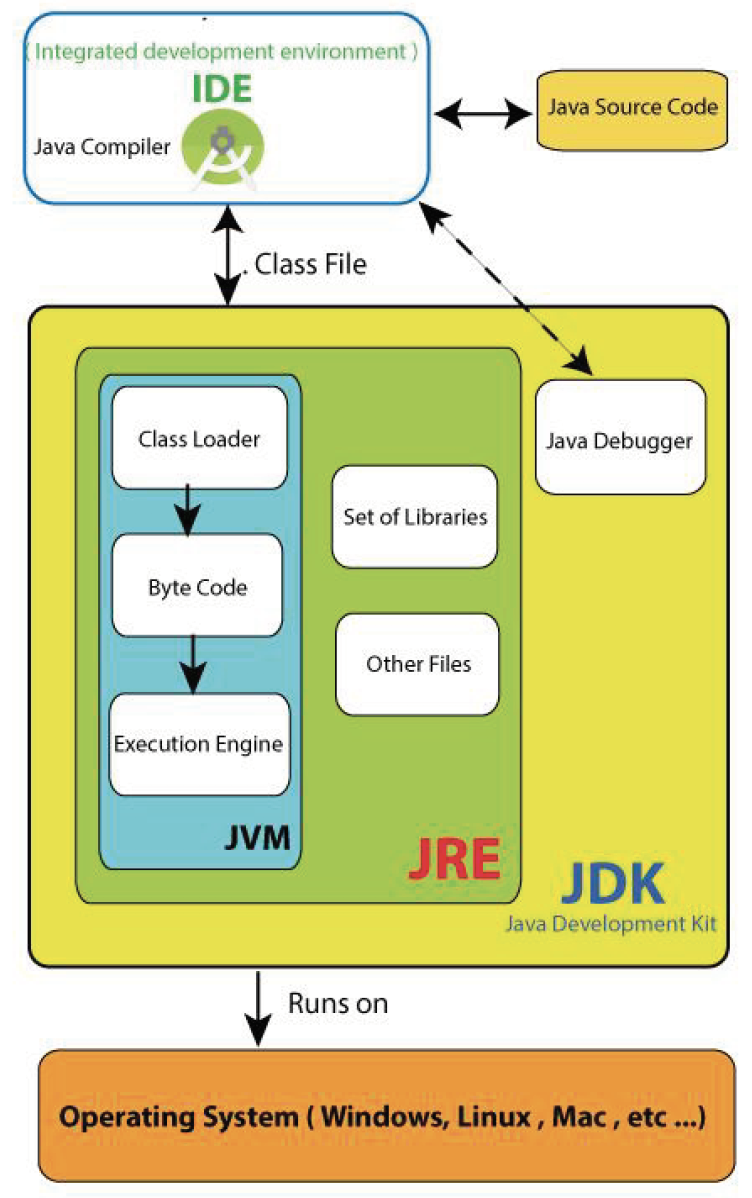 ( Integrated development environment )
IDE
Java Compiler
Java Source Code
. Class File
Class Loader
Java Debugger
Set of Libraries
Byte Code
Other Files
Execution Engine
JVM
JRE
JDK
Java Development Kit
Runs on
Operating System ( Windows, Linux , Mac , etc ...)